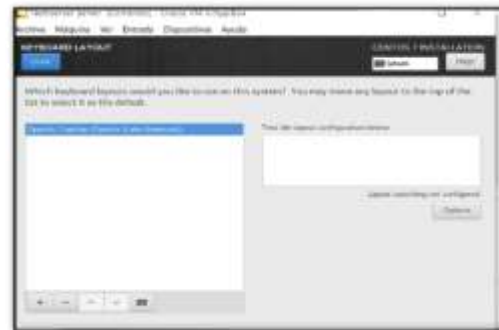 Archivo Máquina Ver Entrada Dispositivos Ayuda
KEYBOARD LAYOUT
CENTOS 7 INSTALLATION
Done
Help!
Which keyboard layouts would you like to use on this system? You may move any layout to the top of the
list to select it as the default.
Test the layout configuration below:
Layout switching not configured.
Options
+ -